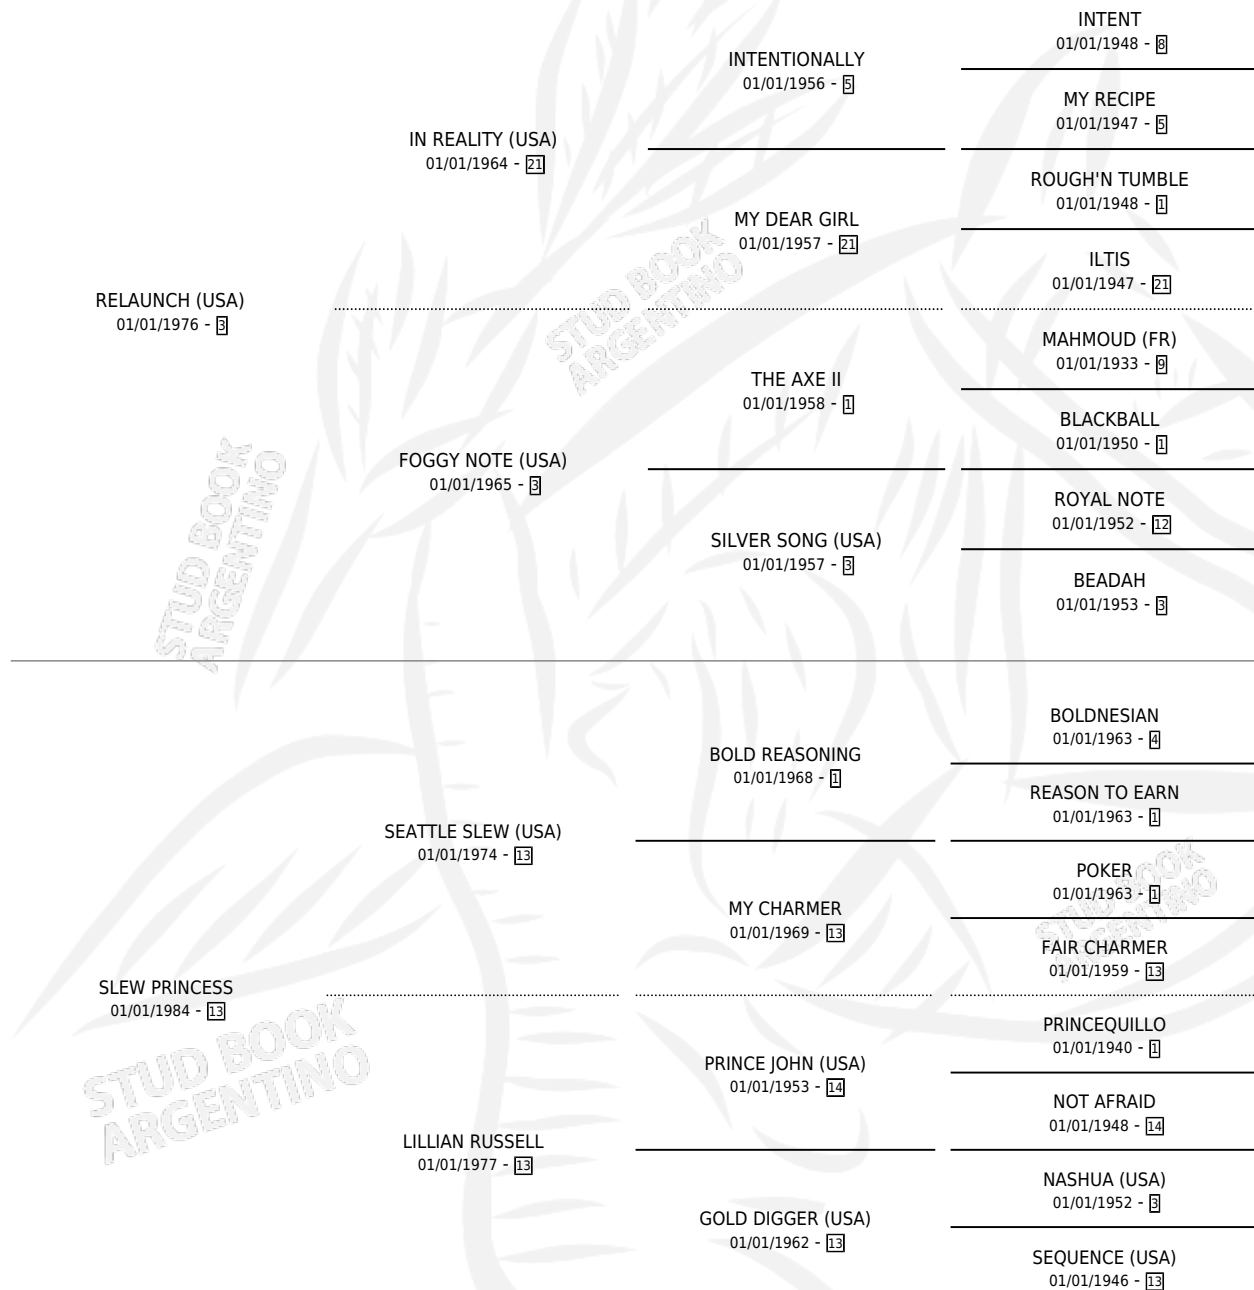 INTENT
01/01/1948 - 8
INTENTIONALLY
01/01/1956 - 5
MY RECIPE
01/01/1947 - 5
IN REALITY (USA)
01/01/1964 - 21
ROUGH'N TUMBLE
01/01/1948 - 1
MY DEAR GIRL
01/01/1957 - 21
ILTIS
01/01/1947 - 21
RELAUNCH (USA)
01/01/1976 - 3
MAHMOUD (FR)
01/01/1933 - 9
THE AXE II
01/01/1958 - 1
BLACKBALL
01/01/1950 - 1
FOGGY NOTE (USA)
01/01/1965 - 3
ROYAL NOTE
01/01/1952 - 12
SILVER SONG (USA)
01/01/1957 - 3
BEADAH
01/01/1953 - 3
BOLDNESIAN
01/01/1963 - 4
BOLD REASONING
01/01/1968 - 1
REASON TO EARN
01/01/1963 - 1
SEATTLE SLEW (USA)
01/01/1974 - 13
POKER
01/01/1963 - 1
MY CHARMER
01/01/1969 - 13
FAIR CHARMER
01/01/1959 - 13
SLEW PRINCESS
01/01/1984 - 13
PRINCEQUILLO
01/01/1940 - 1
PRINCE JOHN (USA)
01/01/1953 - 14
NOT AFRAID
01/01/1948 - 14
LILLIAN RUSSELL
01/01/1977 - 13
NASHUA (USA)
01/01/1952 - 3
GOLD DIGGER (USA)
01/01/1962 - 13
SEQUENCE (USA)
01/01/1946 - 13
STUD BOOK
ARGENTINO
STUD BOOK
ARGENTINO
STUD BOOK
ARGENTINO
STUD BOOK
ARGENTINO